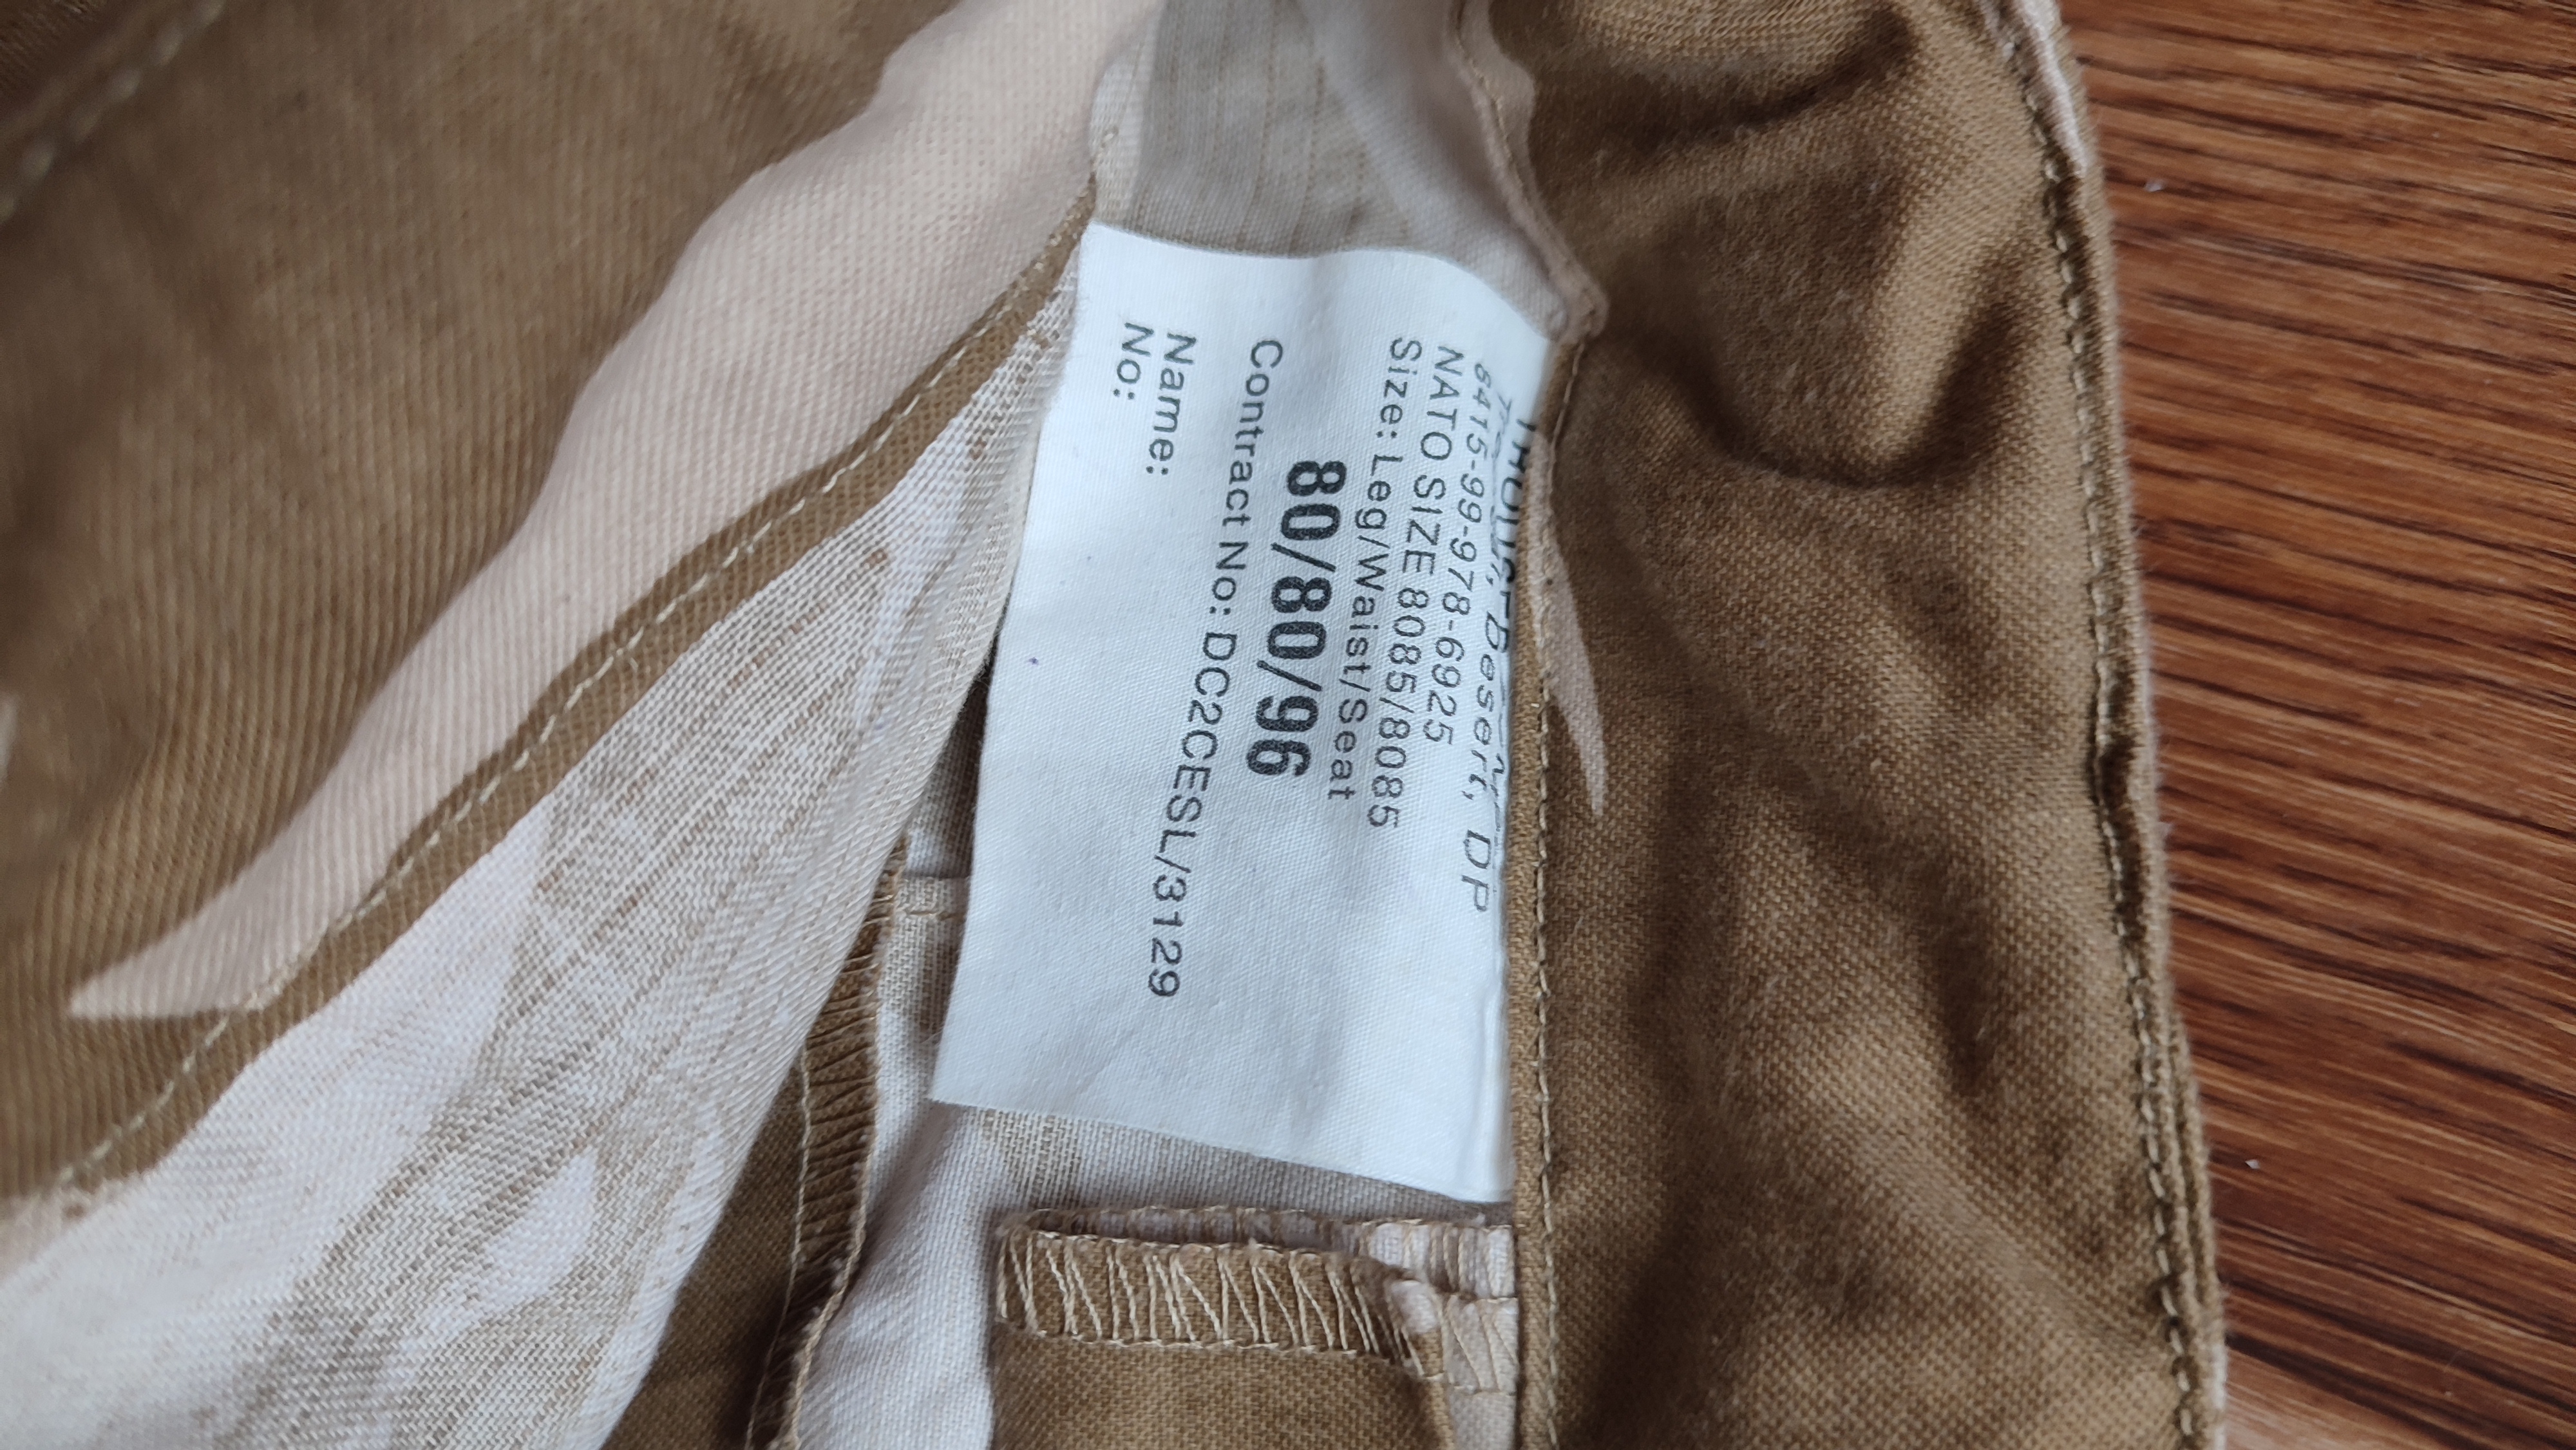 Desert, DP
8415-99-978-6925
NATO SIZE 8085/8085
Size: Leg/Waist/Seat
80/80/96
Contract No: DC2CESL/3129
Name:
No: